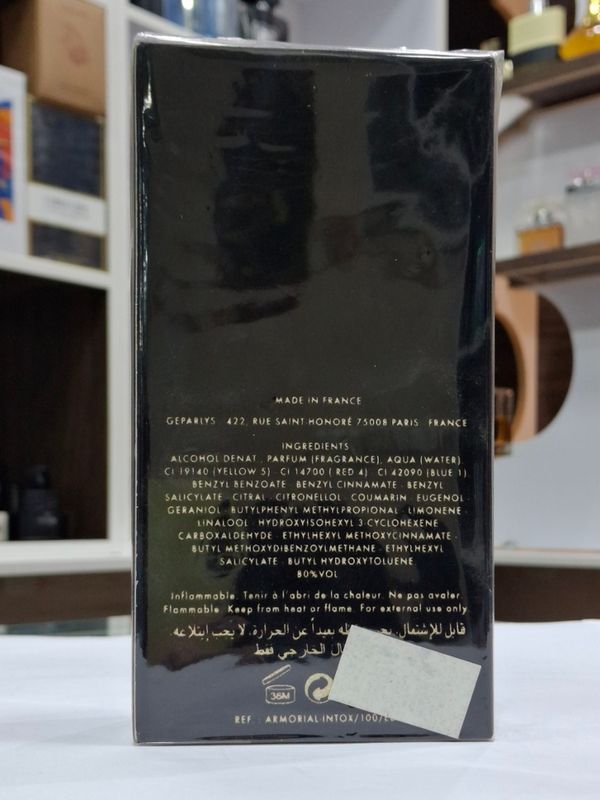 MADE IN FRANCE
GEPARLYS 422, RUE SAINT-HONORÉ 75008 PARIS FRANCE
INGREDIENTS
ALCOHOL DENAT., PARFUM (FRAGRANCE), AQUA (WATER)
CI 19140 (YELLOW 5) · CI 14700 ( RED 4) CI 42090 (BLUE 1)
BENZYL BENZOATE · BENZYL CINNAMATE · BENZYL
SALICYLATE · CITRAL · CITRONELLOL · COUMARIN · EUGENOL ·
GERANIOL · BUTYLPHENYL METHYLPROPIONAL · LIMONENE ·
LINALOOL · HYDROXYISOHEXYL 3-CYCLOHEXENE
CARBOXALDEHYDE · ETHYLHEXYL METHOXYCINNAMATE ·
BUTYL METHOXYDIBENZOYLMETHANE · ETHYLHEXYL
SALICYLATE · BUTYL HYDROXYTOLUENE
80%VOL
Inflammable. Tenir à l'abri de la chaleur. Ne pas avaler.
Flammable. Keep from heat or flame. For external use only
قابل للإشتعال. يجب بعيداً عن الحرارة. لا يجب إبتلاعه.
الخارجي فقط
36M
REF : ARMORIAL-INTOX/100/